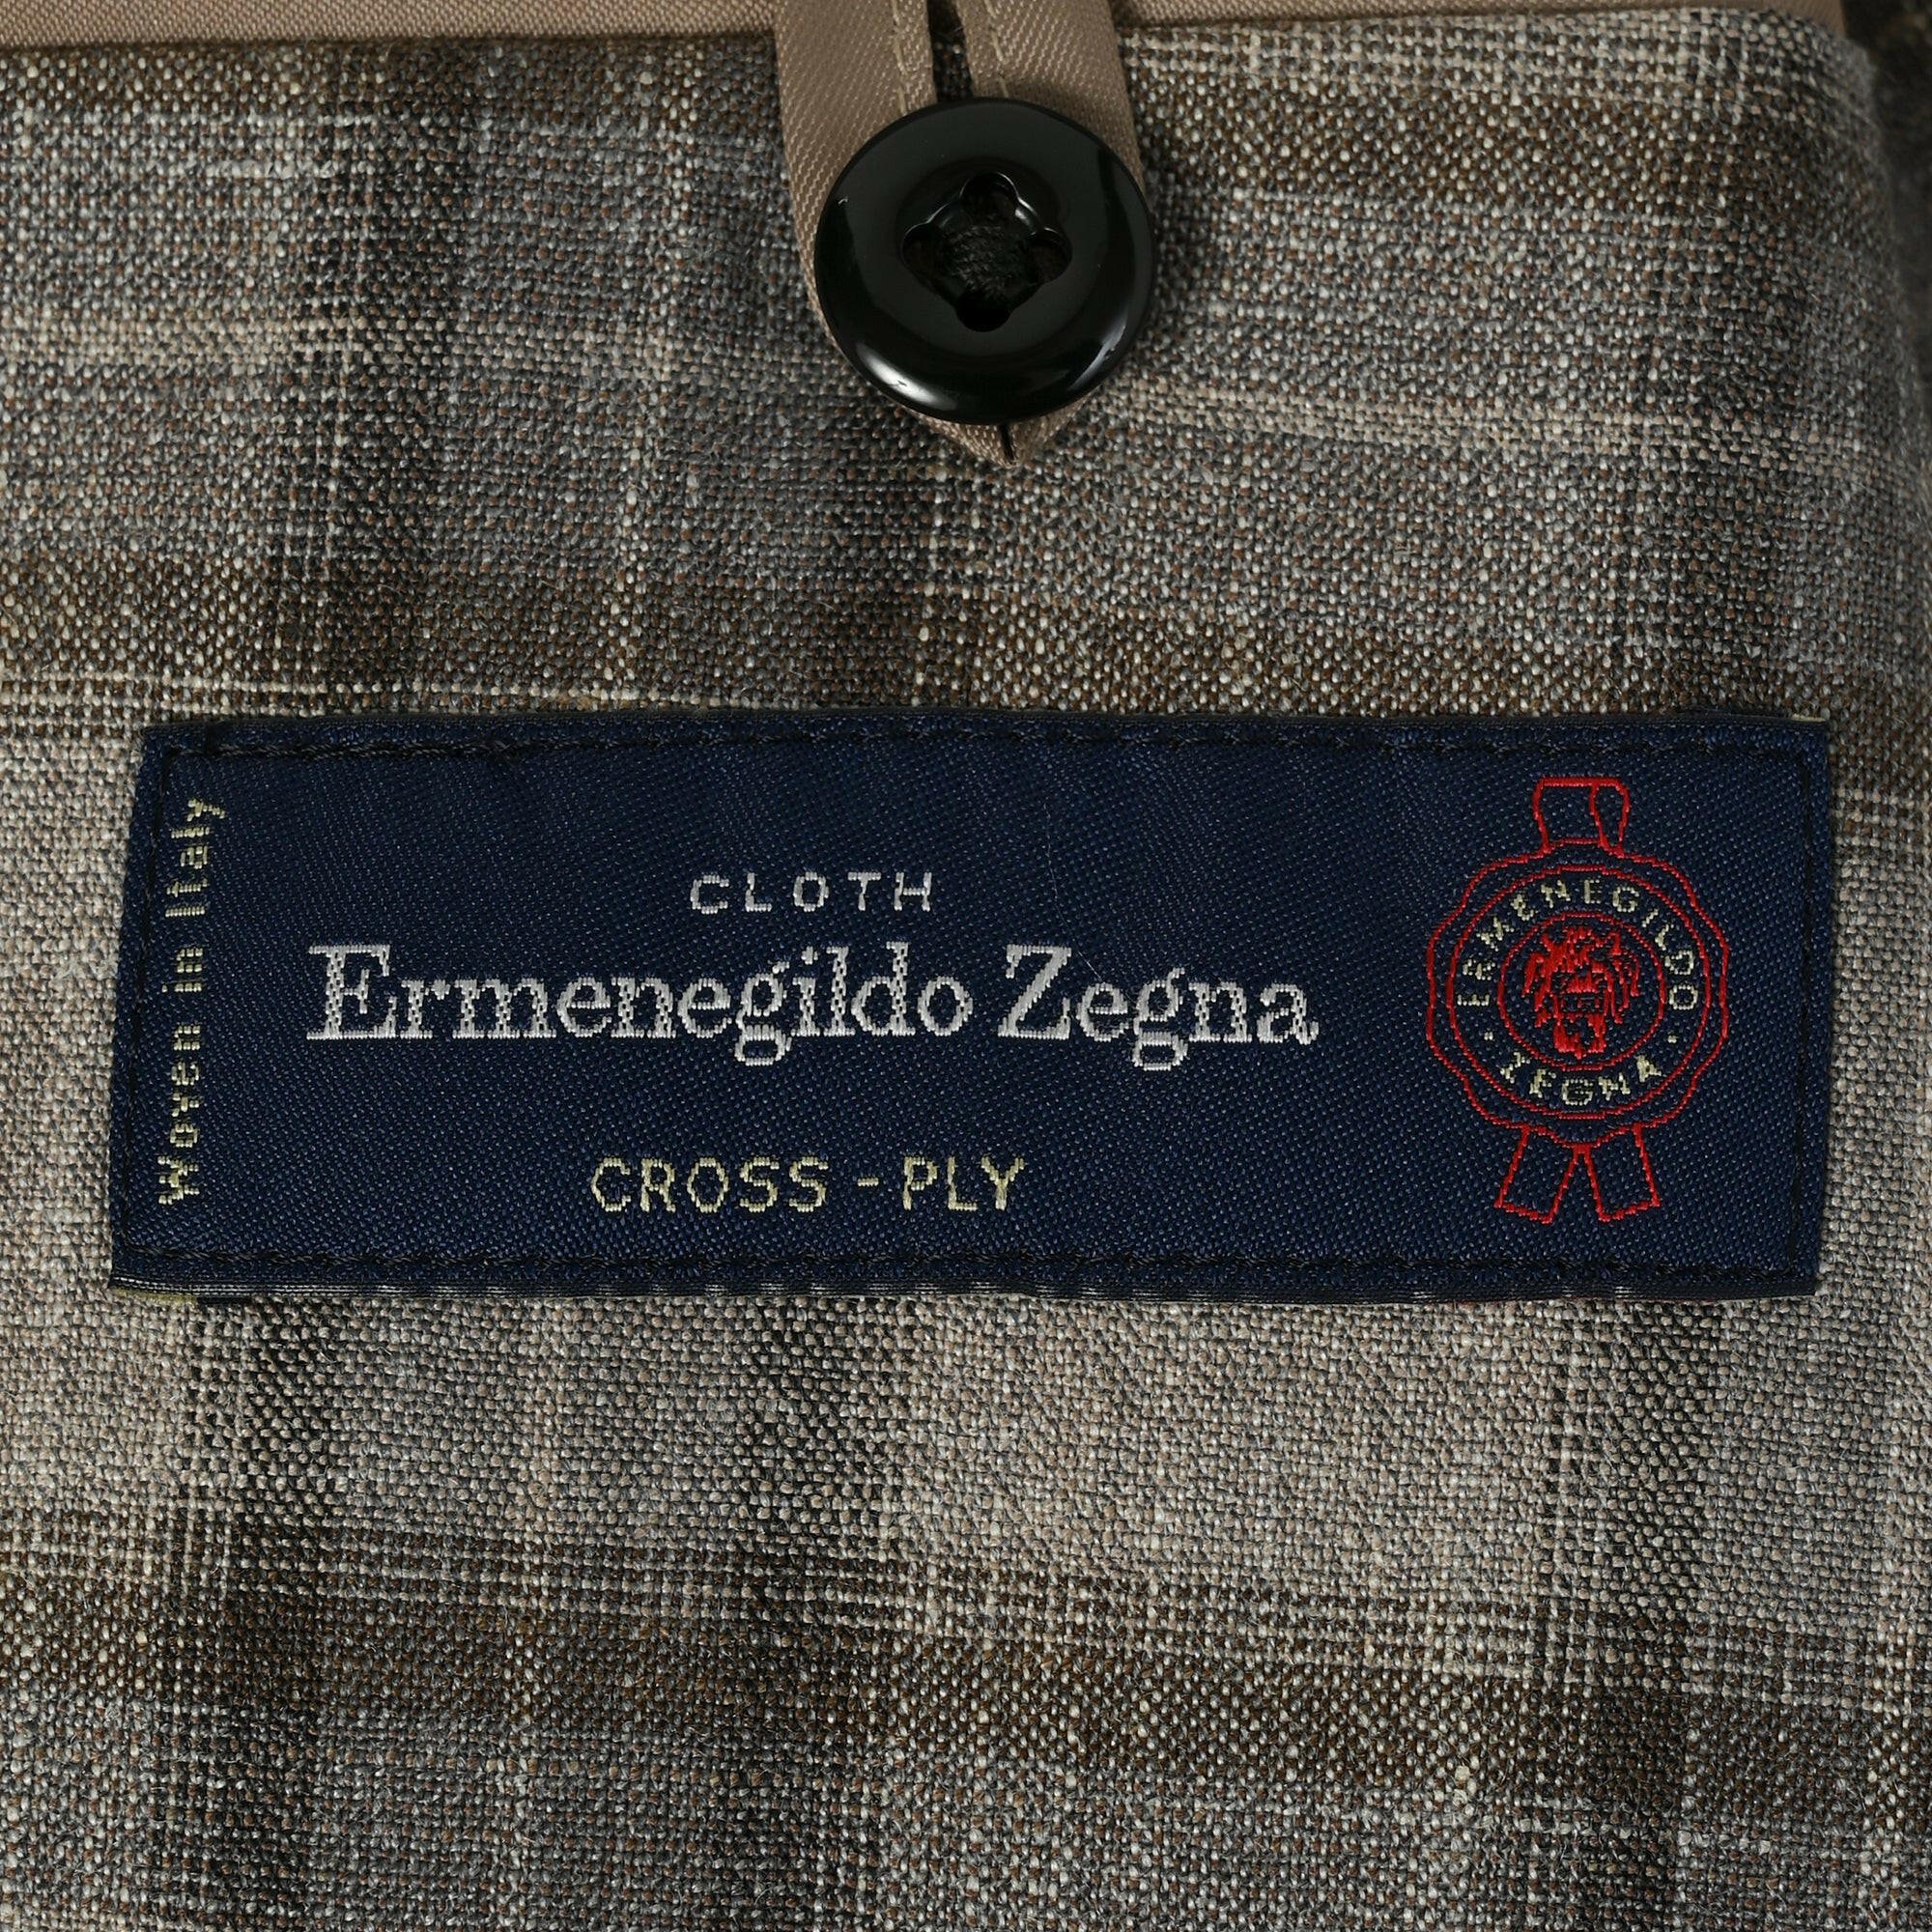 Woven in Italy
CLOTH
Ermenegildo Zegna
CROSS-PLY
ERMENEGILDO
· ZEGNA ·